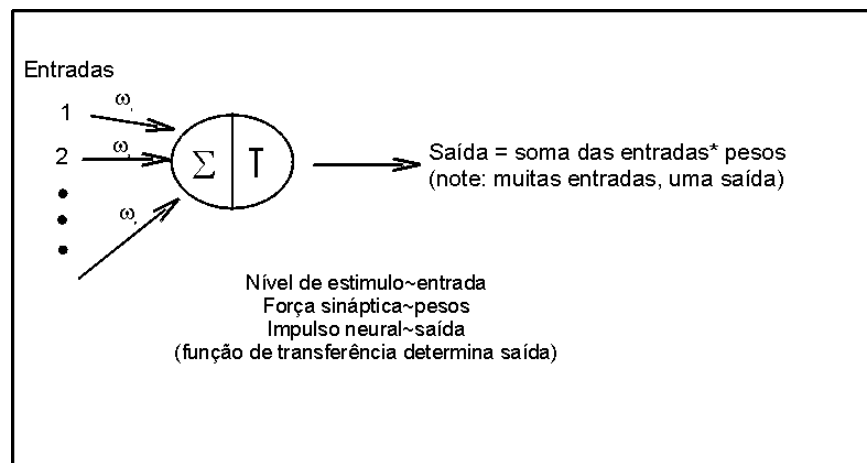 Entradas
1 ω,
2 ω,
ω,
Σ T
Saída = soma das entradas* pesos
(note: muitas entradas, uma saída)
Nível de estimulo~entrada
Força sináptica~pesos
Impulso neural~saída
(função de transferência determina saída)